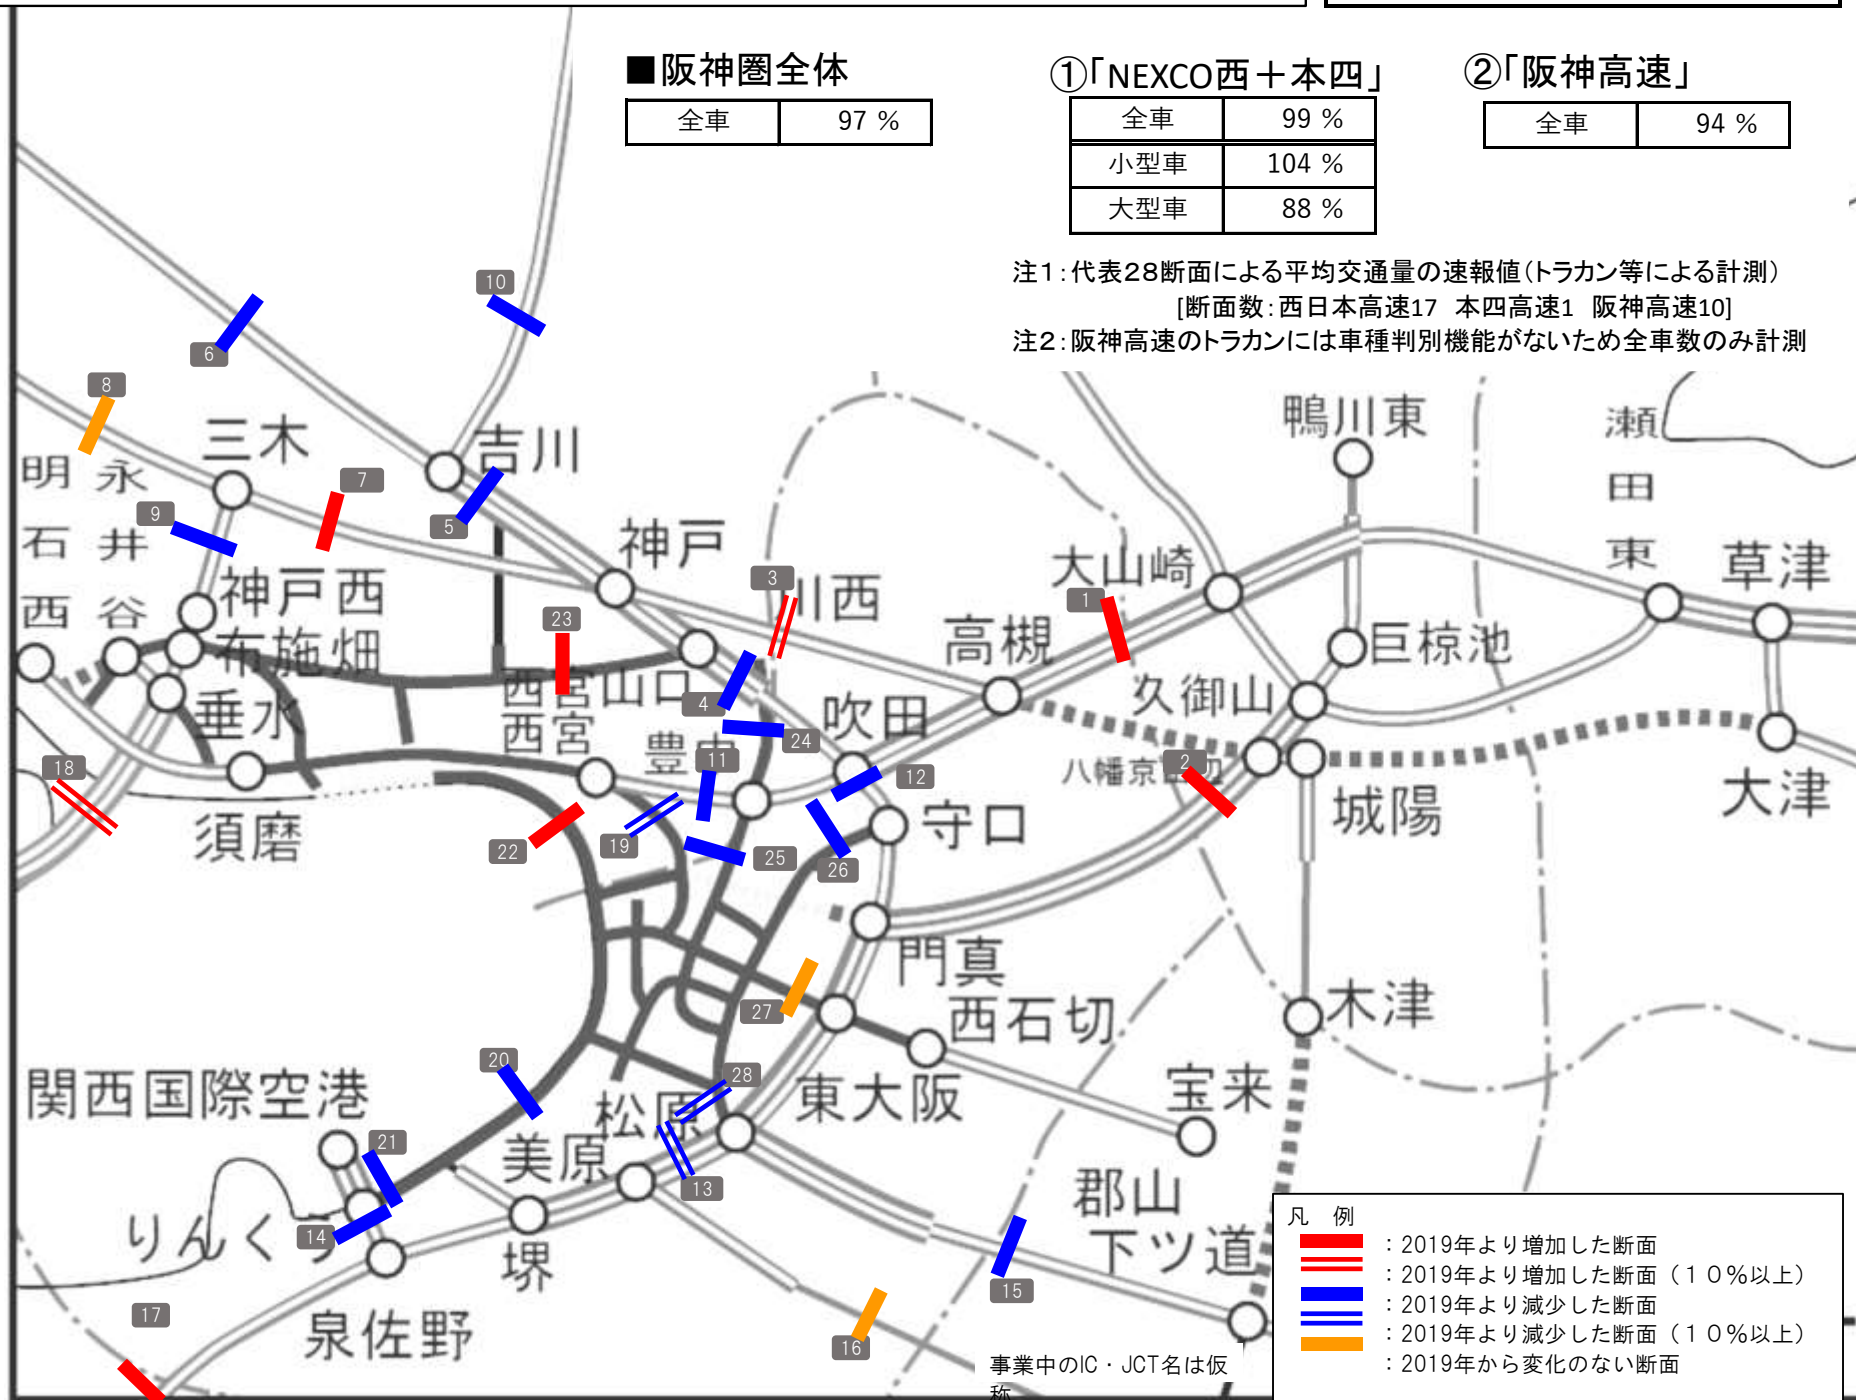 ■阪神圏全体
全車 97 %
①「NEXCO西＋本四」
全車 99 %
小型車 104 %
大型車 88 %
②「阪神高速」
全車 94 %
注1：代表28断面による平均交通量の速報値（トラカン等による計測）
[断面数：西日本高速17 本四高速1 阪神高速10]
注2：阪神高速のトラカンには車種判別機能がないため全車数のみ計測
10
6
8
三木
吉川
鴨川東
瀬田東
明石西
永井谷
7
9
5
神戸
大山崎
草津
3
川西
1
神戸西
布施畑
23
高槻
巨椋池
西宮山口
久御山
4
垂水
西宮
吹田
24
豊中
11
12
八幡京田辺
2
18
城陽
大津
須磨
守口
22
19
25
26
門真
27
西石切
木津
20
28
東大阪
宝来
関西国際空港
松原
21
美原
13
郡山下ツ道
りんくう
14
堺
15
17
泉佐野
16
事業中のIC・JCT名は仮
称
凡 例
：2019年より増加した断面
：2019年より増加した断面（１０％以上）
：2019年より減少した断面
：2019年より減少した断面（１０％以上）
：2019年から変化のない断面